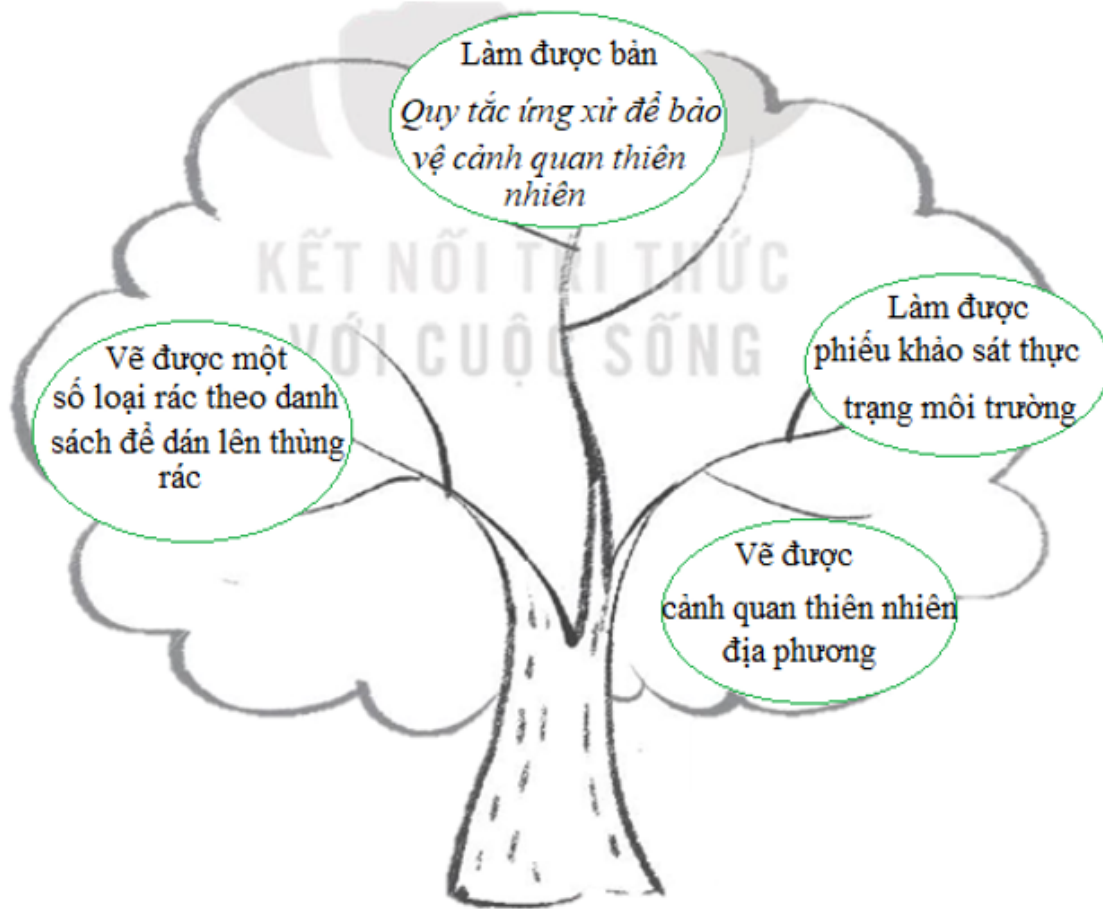 Làm được bản
Quy tắc ứng xử để bảo
vệ cảnh quan thiên
nhiên
KẾT NỐI TRI THỨC
VỚI CUỘC SỐNG
Vẽ được một
số loại rác theo danh
sách để dán lên thùng
rác
Làm được
phiếu khảo sát thực
trạng môi trường
Vẽ được
cảnh quan thiên nhiên
địa phương